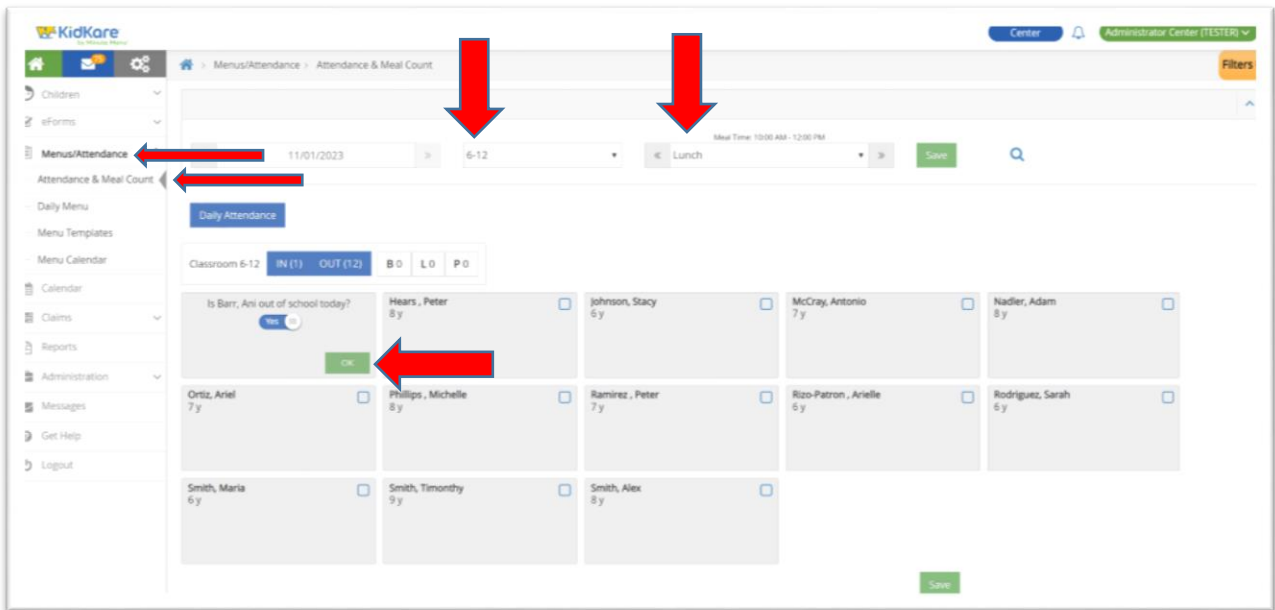 KidKare
by Minute Menu
Center
Administrator Center (TESTER)
Menus/Attendance > Attendance & Meal Count
Filters
Children
eForms
Menus/Attendance
Attendance & Meal Count
Daily Menu
Menu Templates
Menu Calendar
Calendar
Claims
Reports
Administration
Messages
Get Help
Logout
Meal Time: 10:00 AM - 12:00 PM
11/01/2023 » 6-12 « Lunch » Save
Daily Attendance
Classroom 6-12 IN (1) OUT (12) B 0 L 0 P 0
Is Barr, Ani out of school today?
Yes
OK
Hears , Peter
8 y
Johnson, Stacy
6 y
McCray, Antonio
7 y
Nadler, Adam
8 y
Ortiz, Ariel
7 y
Phillips , Michelle
8 y
Ramirez , Peter
7 y
Rizo-Patron , Arielle
6 y
Rodriguez, Sarah
6 y
Smith, Maria
6 y
Smith, Timonthy
9 y
Smith, Alex
8 y
Save